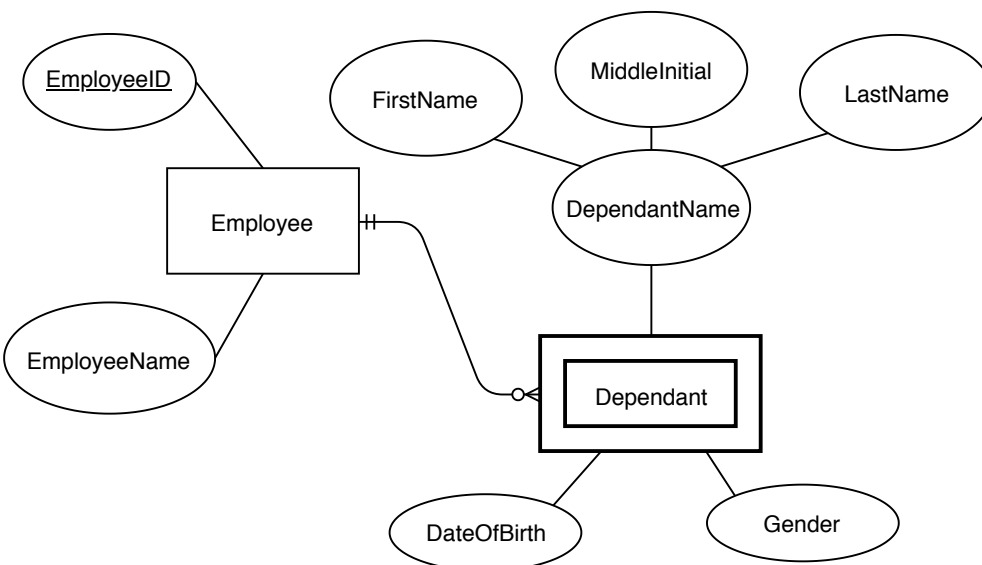 EmployeeID
MiddleInitial
FirstName
LastName
DependantName
Employee
EmployeeName
Dependant
DateOfBirth
Gender